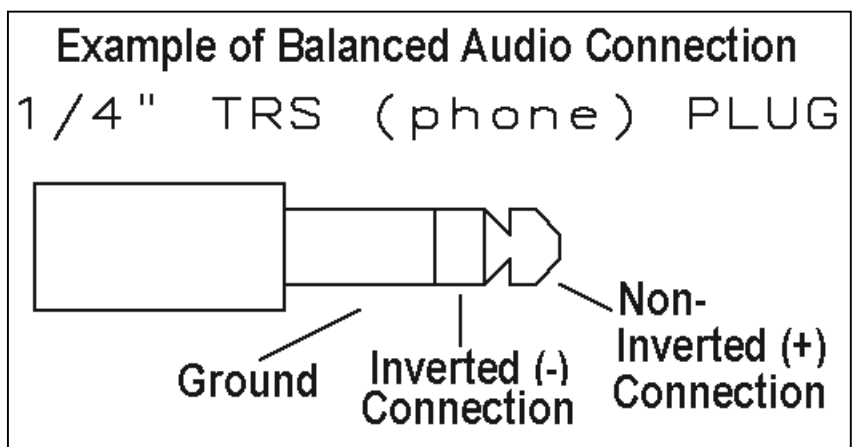 Example of Balanced Audio Connection
1/4" TRS (phone) PLUG
Ground
Inverted (-)
Connection
Non-
Inverted (+)
Connection